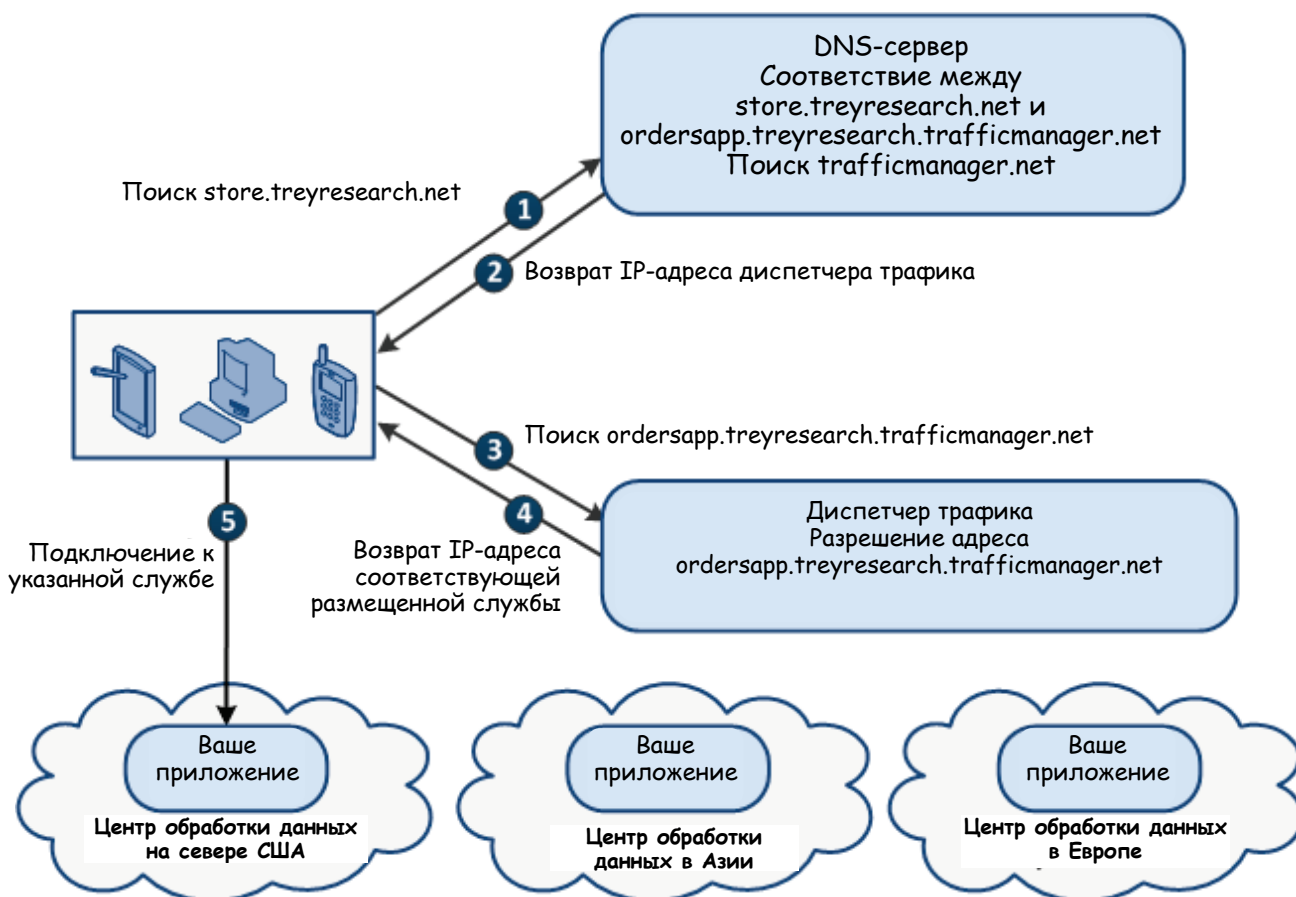 DNS-сервер
Соответствие между
store.treyresearch.net и
ordersapp.treyresearch.trafficmanager.net
Поиск trafficmanager.net
Поиск store.treyresearch.net
1
2
Возврат IP-адреса диспетчера трафика
3
Поиск ordersapp.treyresearch.trafficmanager.net
4
5
Подключение к
указанной службе
Возврат IP-адреса
соответствующей
размещенной службы
Диспетчер трафика
Разрешение адреса
ordersapp.treyresearch.trafficmanager.net
Ваше
приложение
Центр обработки данных
на севере США
Ваше
приложение
Центр обработки
данных в Азии
Ваше
приложение
Центр обработки данных
в Европе